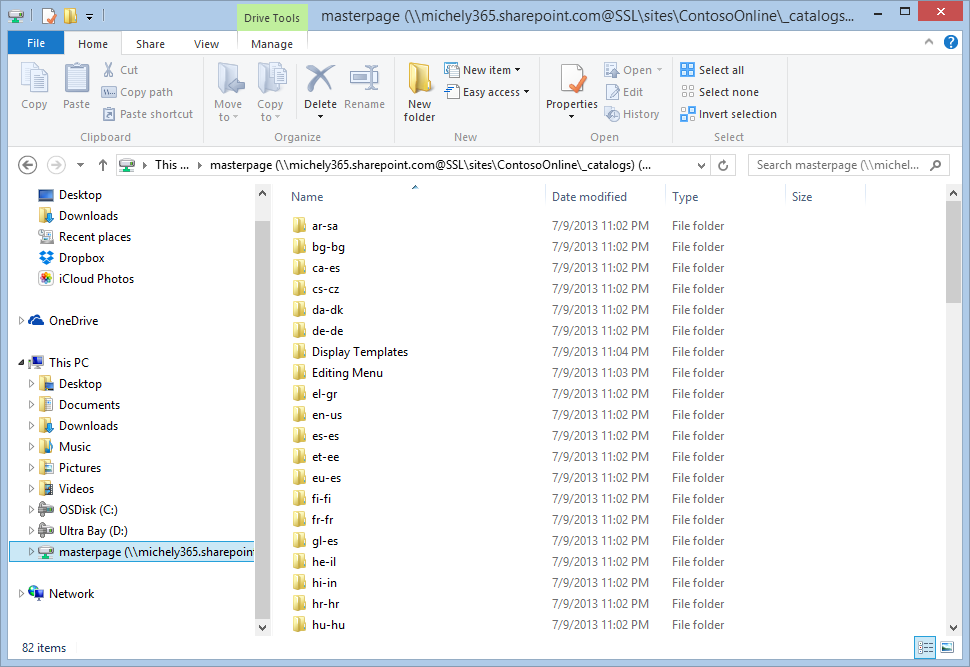 Drive Tools
masterpage (\\michely365.sharepoint.com@SSL\sites\ContosoOnline\_catalogs...
File Home Share View Manage
Copy
Paste
Cut
Copy path
Paste shortcut
Clipboard
Move to
Copy to
Delete
Rename
Organize
New folder
New item
Easy access
New
Properties
Open
Edit
History
Open
Select all
Select none
Invert selection
Select
This ... masterpage (\\michely365.sharepoint.com@SSL\sites\ContosoOnline\_catalogs) (...
Search masterpage (\\michel...
Desktop
Downloads
Recent places
Dropbox
iCloud Photos
OneDrive
This PC
Desktop
Documents
Downloads
Music
Pictures
Videos
OSDisk (C:)
Ultra Bay (D:)
masterpage (\\michely365.sharepoint
Network
Name Date modified Type Size
ar-sa 7/9/2013 11:02 PM File folder
bg-bg 7/9/2013 11:02 PM File folder
ca-es 7/9/2013 11:02 PM File folder
cs-cz 7/9/2013 11:02 PM File folder
da-dk 7/9/2013 11:02 PM File folder
de-de 7/9/2013 11:02 PM File folder
Display Templates 7/9/2013 11:04 PM File folder
Editing Menu 7/9/2013 11:03 PM File folder
el-gr 7/9/2013 11:02 PM File folder
en-us 7/9/2013 11:02 PM File folder
es-es 7/9/2013 11:02 PM File folder
et-ee 7/9/2013 11:02 PM File folder
eu-es 7/9/2013 11:02 PM File folder
fi-fi 7/9/2013 11:02 PM File folder
fr-fr 7/9/2013 11:02 PM File folder
gl-es 7/9/2013 11:02 PM File folder
he-il 7/9/2013 11:02 PM File folder
hi-in 7/9/2013 11:02 PM File folder
hr-hr 7/9/2013 11:02 PM File folder
hu-hu 7/9/2013 11:02 PM File folder
82 items